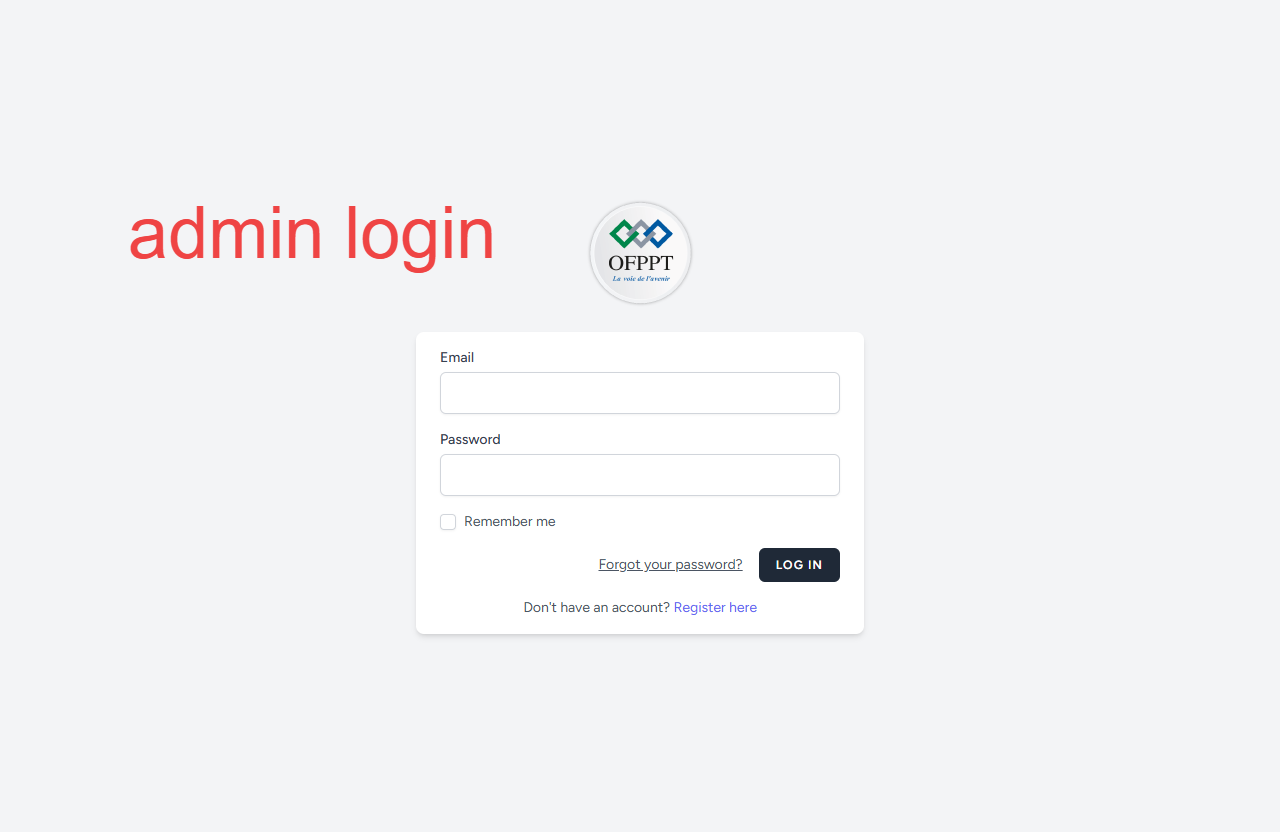 admin login
OFPPT
La voie de l'avenir
Email
Password
Remember me
Forgot your password? LOG IN
Don't have an account? Register here